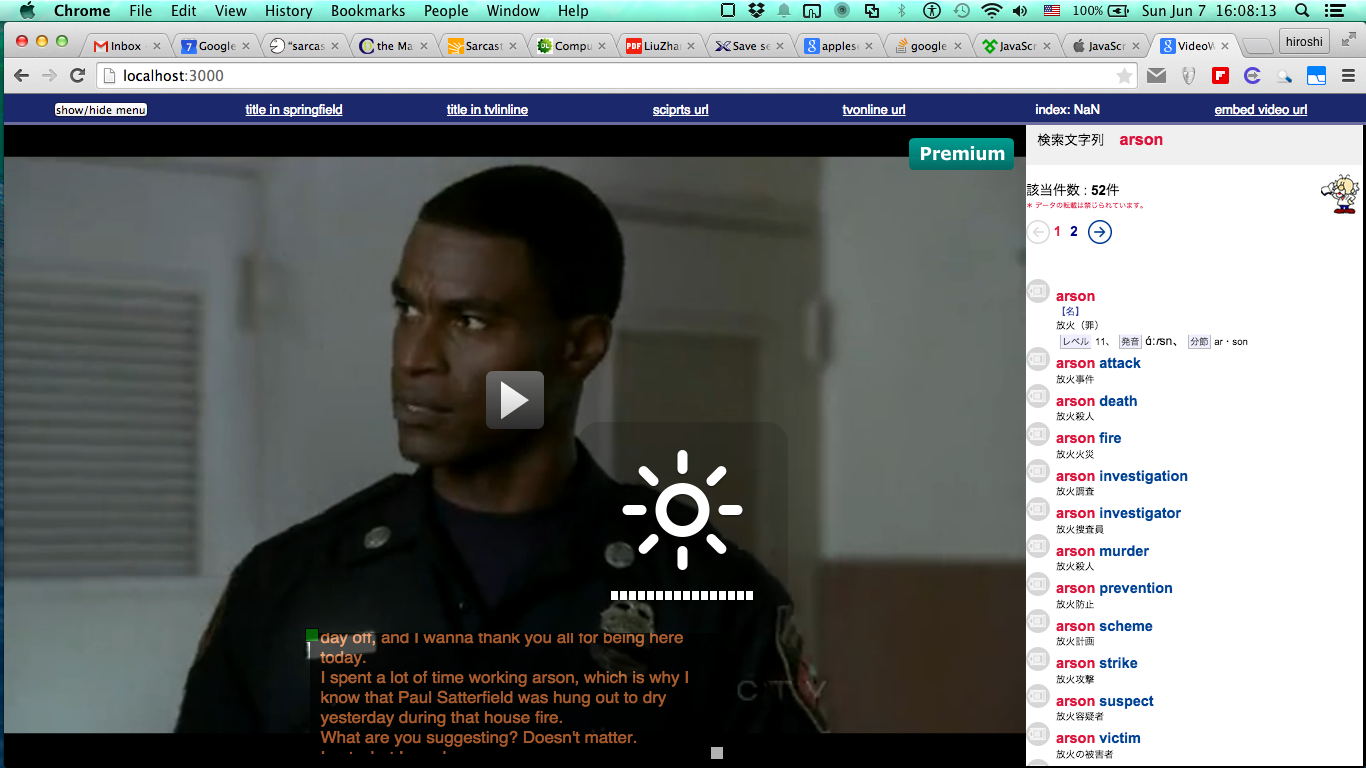 Chrome File Edit View History Bookmarks People Window Help 100% Sun Jun 7 16:08:13
Inbox Google "sarcas the Ma Sarcast Compu LiuZha Save se applesc google JavaScr JavaScr VideoW hiroshi
localhost:3000
show/hide menu title in springfield title in tvlinline sciprts url tvonline url index: NaN embed video url
Premium
day off, and I wanna thank you all for being here
today.
I spent a lot of time working arson, which is why I
know that Paul Satterfield was hung out to dry
yesterday during that house fire.
What are you suggesting? Doesn't matter.
CTV
検索文字列 arson
該当件数 : 52件
＊ データの転載は禁じられています。
1 2
arson
【名】
放火（罪）
レベル 11、 発音 ά:rsn、 分節 ar・son
arson attack
放火事件
arson death
放火殺人
arson fire
放火火災
arson investigation
放火調査
arson investigator
放火捜査員
arson murder
放火殺人
arson prevention
放火防止
arson scheme
放火計画
arson strike
放火攻撃
arson suspect
放火容疑者
arson victim
放火の被害者